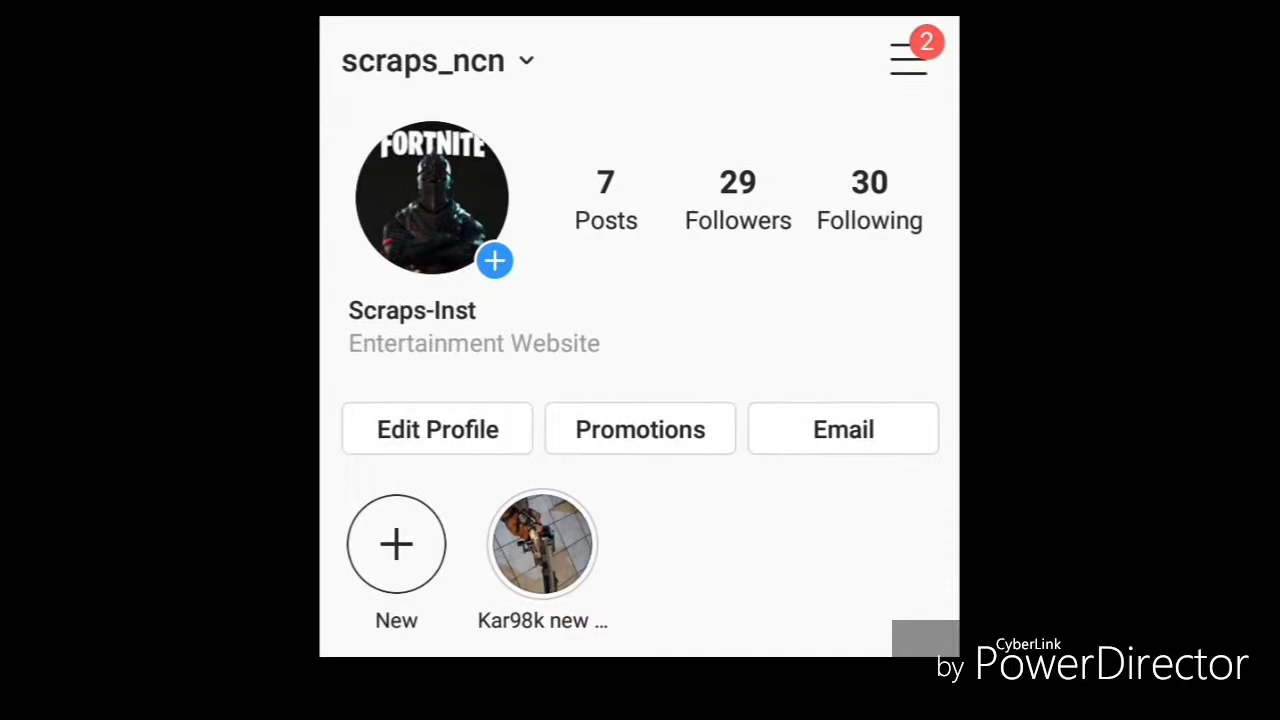 scraps_ncn
2
FORTNITE
7 29 30
Posts Followers Following
Scraps-Inst
Entertainment Website
Edit Profile Promotions Email
New Kar98k new ...
CyberLink
by PowerDirector